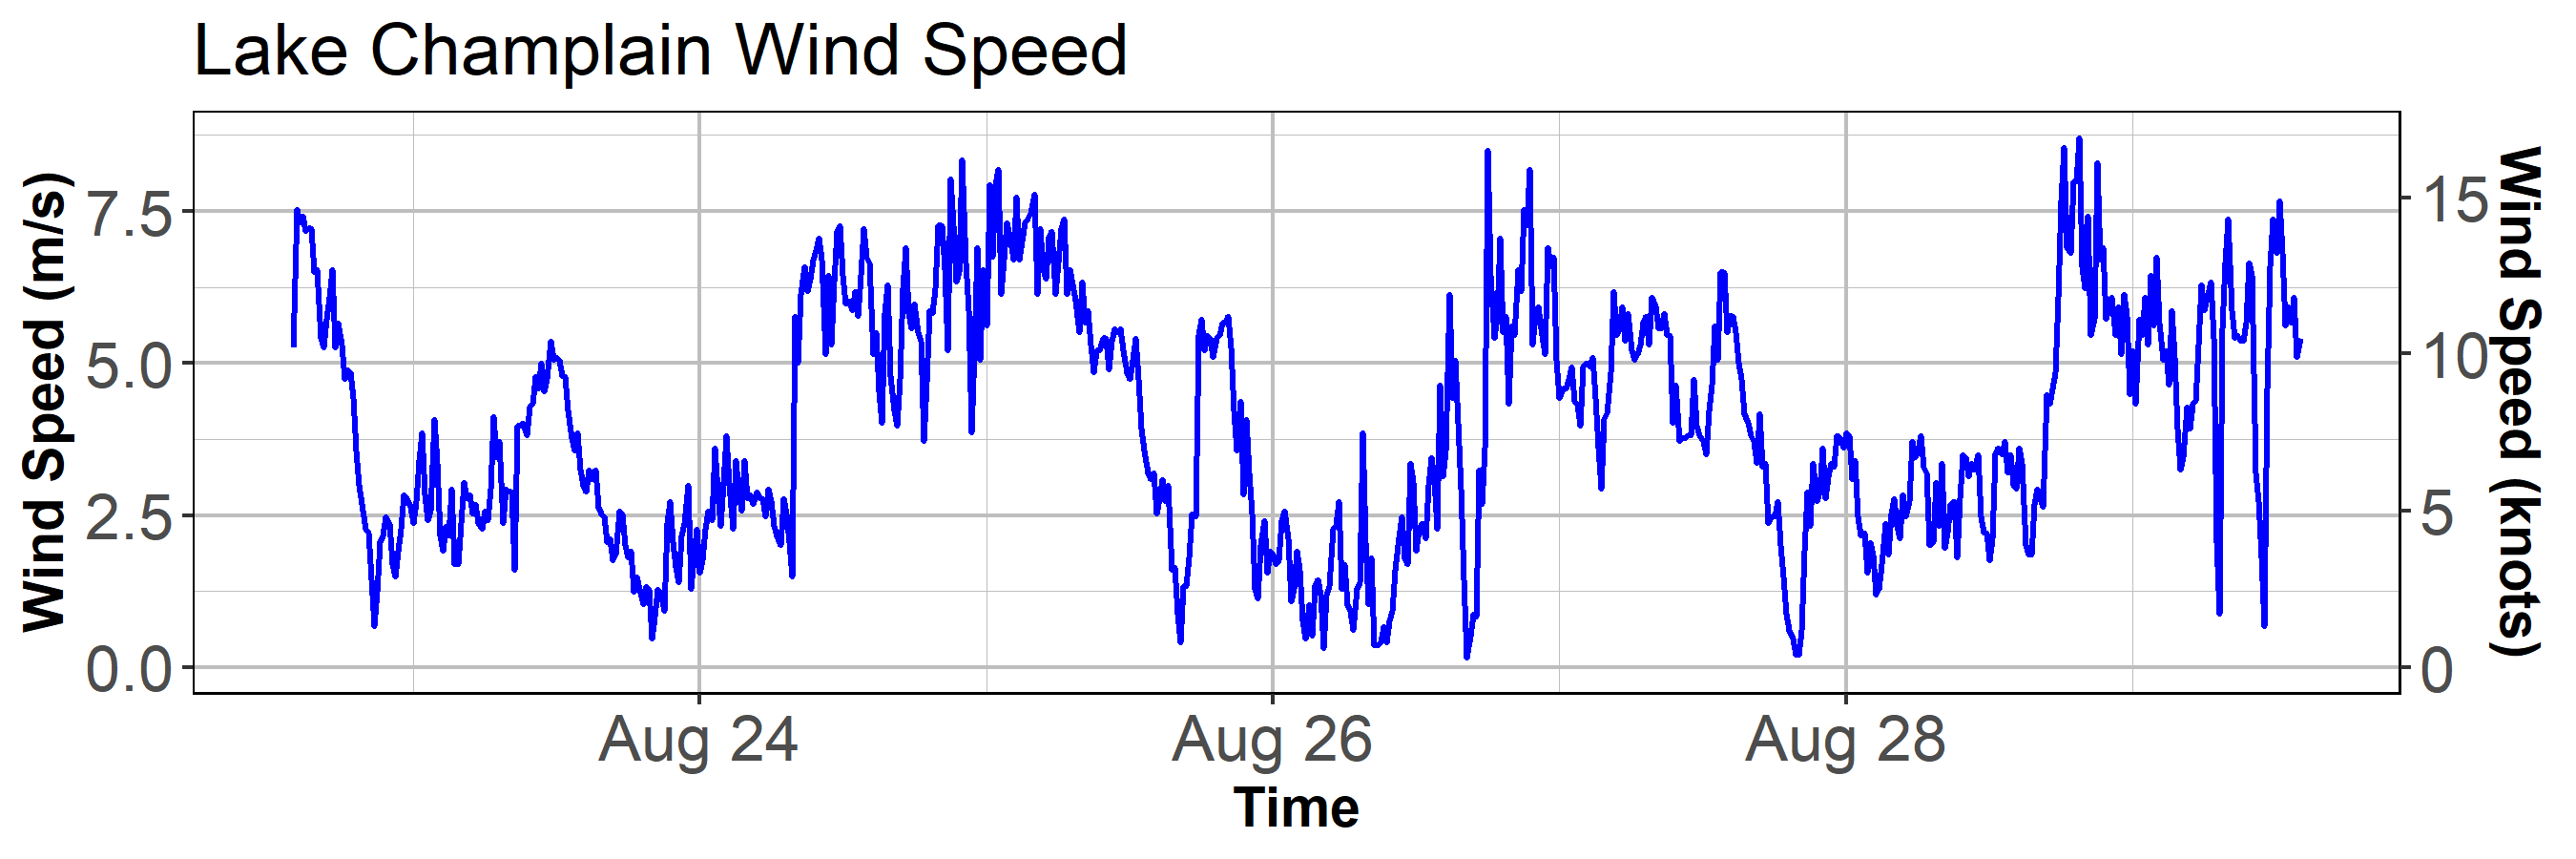 Lake Champlain Wind Speed
Wind Speed (m/s)
7.5
5.0
2.5
0.0
15
10
5
0
Wind Speed (knots)
Aug 24
Aug 26
Aug 28
Time